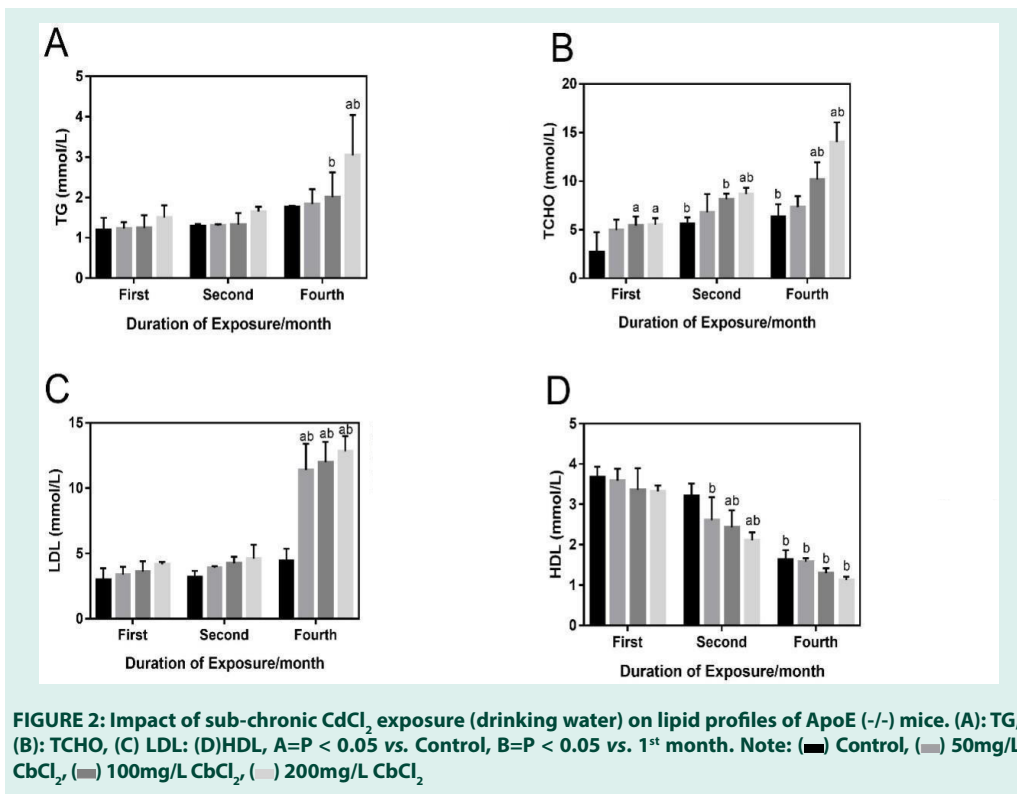 A
TG (mmol/L)
5
4
3
2
1
0
b
ab
First Second Fourth
Duration of Exposure/month
B
TCHO (mmol/L)
20
15
10
5
0
a a
b b ab
b ab ab
First Second Fourth
Duration of Exposure/month
C
LDL (mmol/L)
15
10
5
0
ab ab ab
First Second Fourth
Duration of Exposure/month
D
HDL (mmol/L)
5
4
3
2
1
0
b ab ab
b b b b
First Second Fourth
Duration of Exposure/month
FIGURE 2: Impact of sub-chronic CdCl₂ exposure (drinking water) on lipid profiles of ApoE (-/-) mice. (A): TG,
(B): TCHO, (C) LDL: (D)HDL, A=P < 0.05 vs. Control, B=P < 0.05 vs. 1ˢᵗ month. Note: ( ) Control, ( ) 50mg/L
CbCl₂, ( ) 100mg/L CbCl₂, ( ) 200mg/L CbCl₂